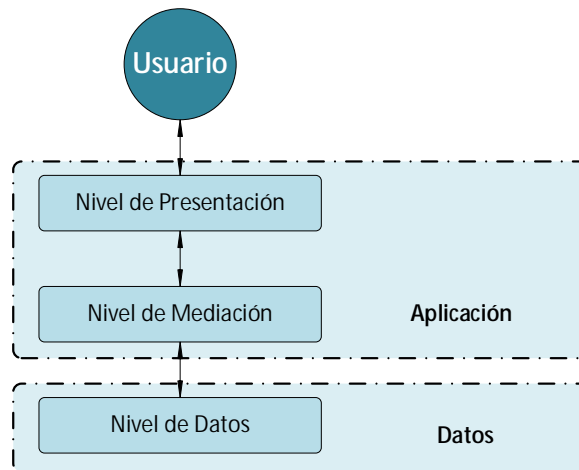 Usuario
Nivel de Presentación
Nivel de Mediación
Aplicación
Nivel de Datos
Datos